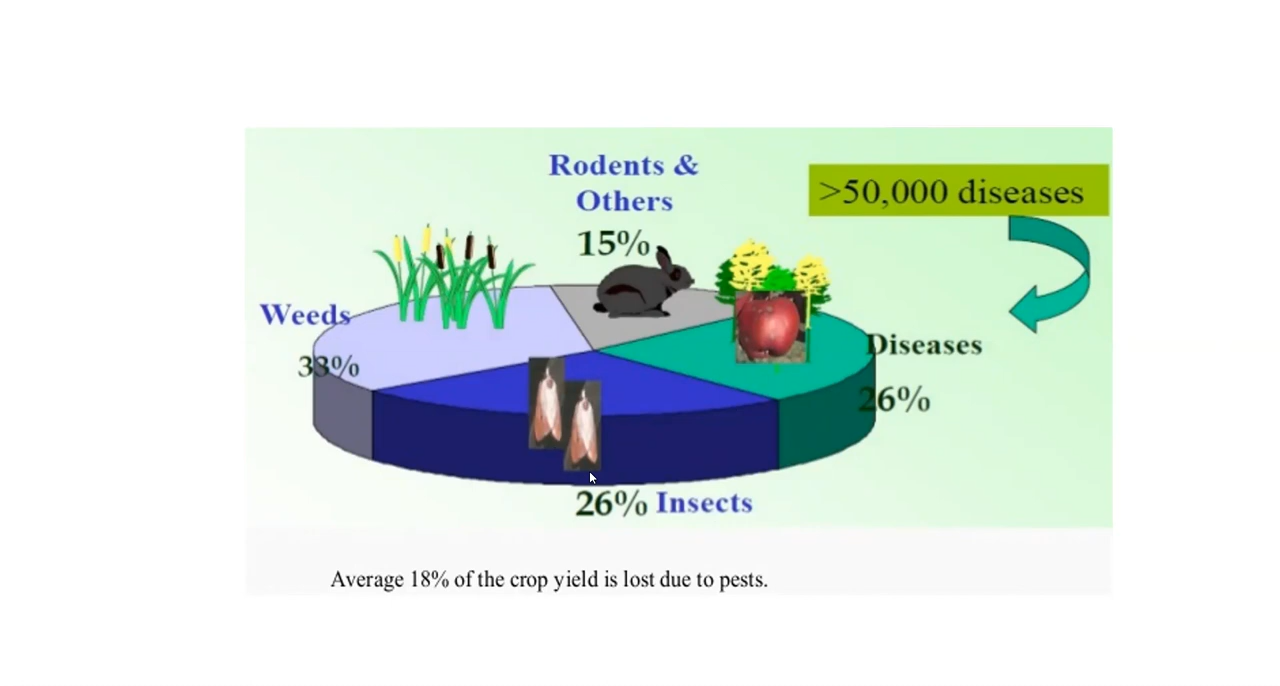 Rodents &
Others
15%
>50,000 diseases
Weeds
33%
Diseases
26%
26% Insects
Average 18% of the crop yield is lost due to pests.